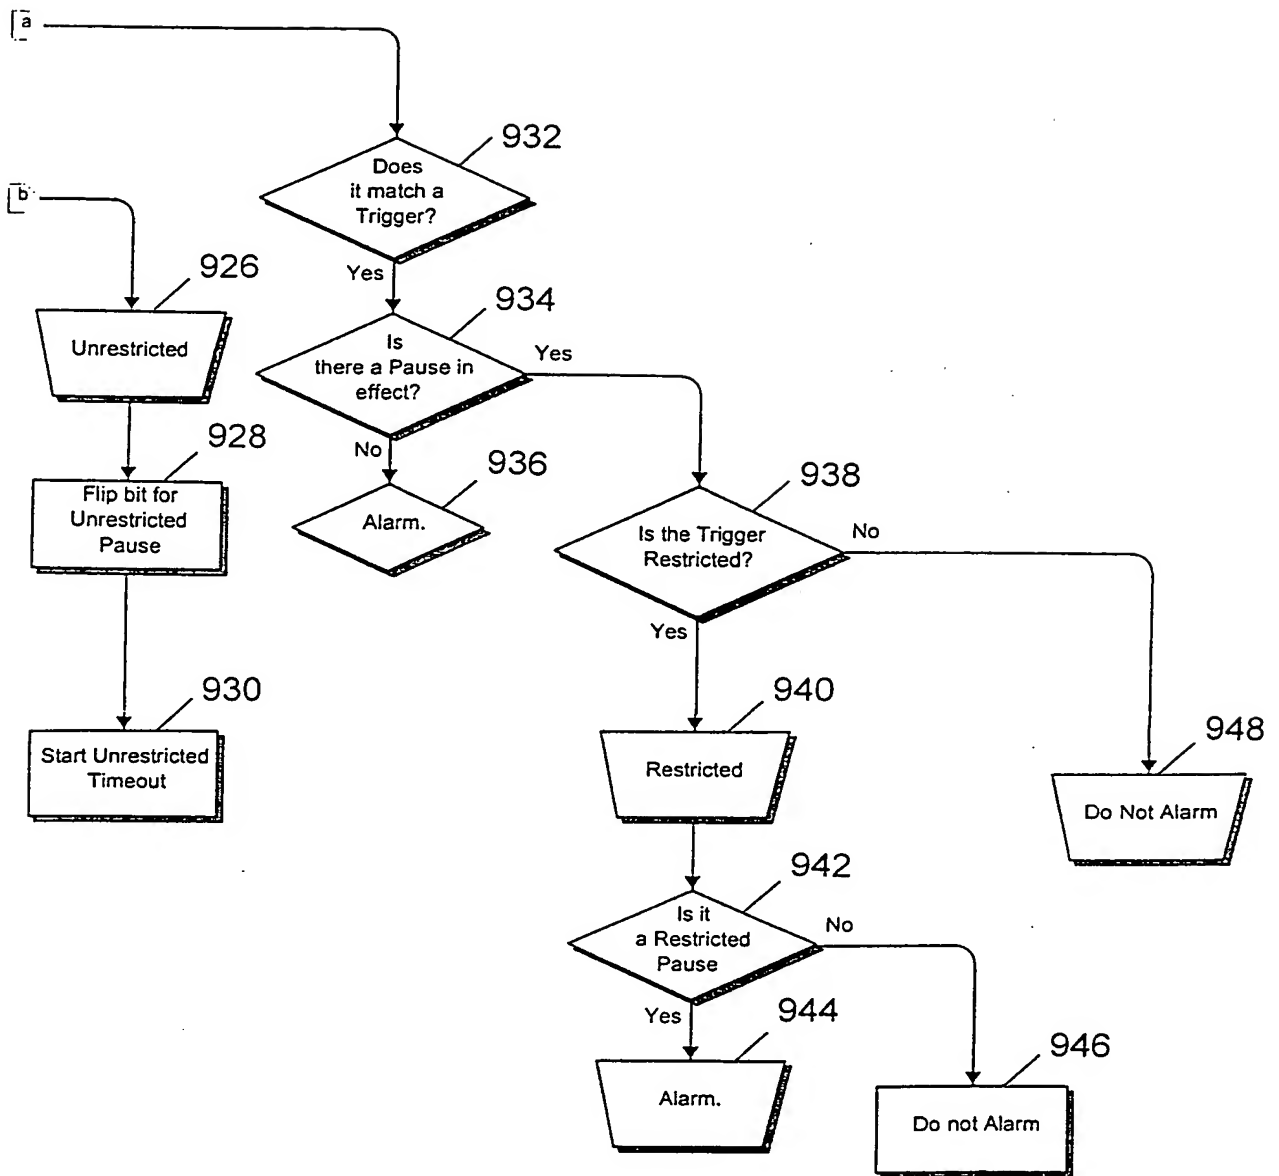 a
932
Does
it match a
Trigger?
b
926
Yes
934
Unrestricted
Is
there a Pause in
effect?
Yes
928
No
936
938
Flip bit for
Unrestricted
Pause
Alarm.
Is the Trigger
Restricted?
No
Yes
930
940
948
Start Unrestricted
Timeout
Restricted
Do Not Alarm
942
Is it
a Restricted
Pause
No
Yes
944
946
Alarm.
Do not Alarm